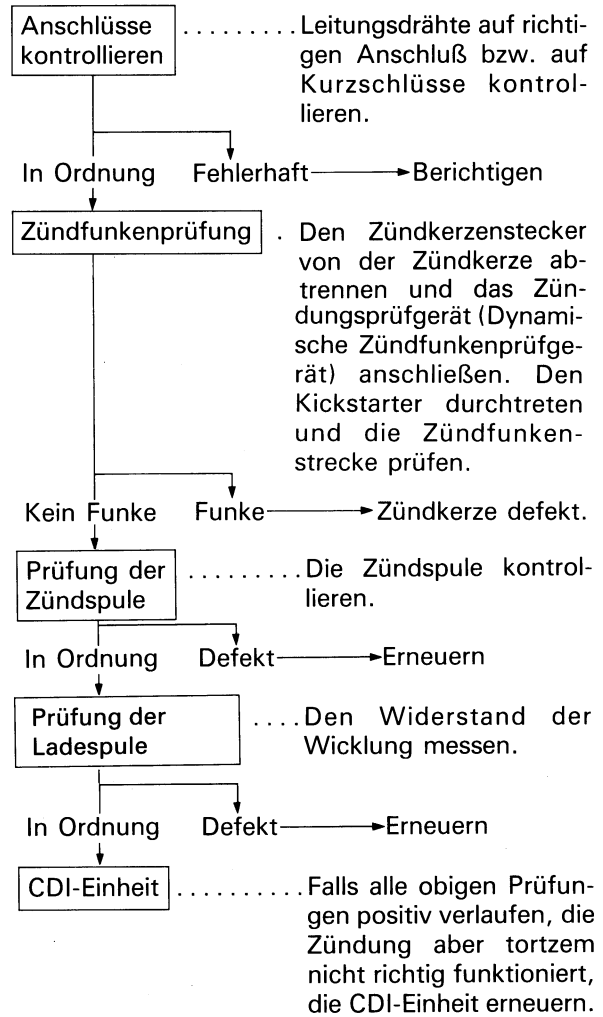 Anschlüsse ......... Leitungsdrähte auf richti-
kontrollieren gen Anschluß bzw. auf
Kurzschlüsse kontrol-
lieren.
In Ordnung Fehlerhaft Berichtigen
Zündfunkenprüfung . Den Zündkerzenstecker
von der Zündkerze ab-
trennen und das Zün-
dungsprüfgerät (Dynami-
sche Zündfunkenprüfge-
rät) anschließen. Den
Kickstarter durchtreten
und die Zündfunken-
strecke prüfen.
Kein Funke Funke Zündkerze defekt.
Prüfung der ......... Die Zündspule kontrol-
Zündspule lieren.
In Ordnung Defekt Erneuern
Prüfung der .... Den Widerstand der
Ladespule Wicklung messen.
In Ordnung Defekt Erneuern
CDI-Einheit .......... Falls alle obigen Prüfun-
gen positiv verlaufen, die
Zündung aber tortzem
nicht richtig funktioniert,
die CDI-Einheit erneuern.